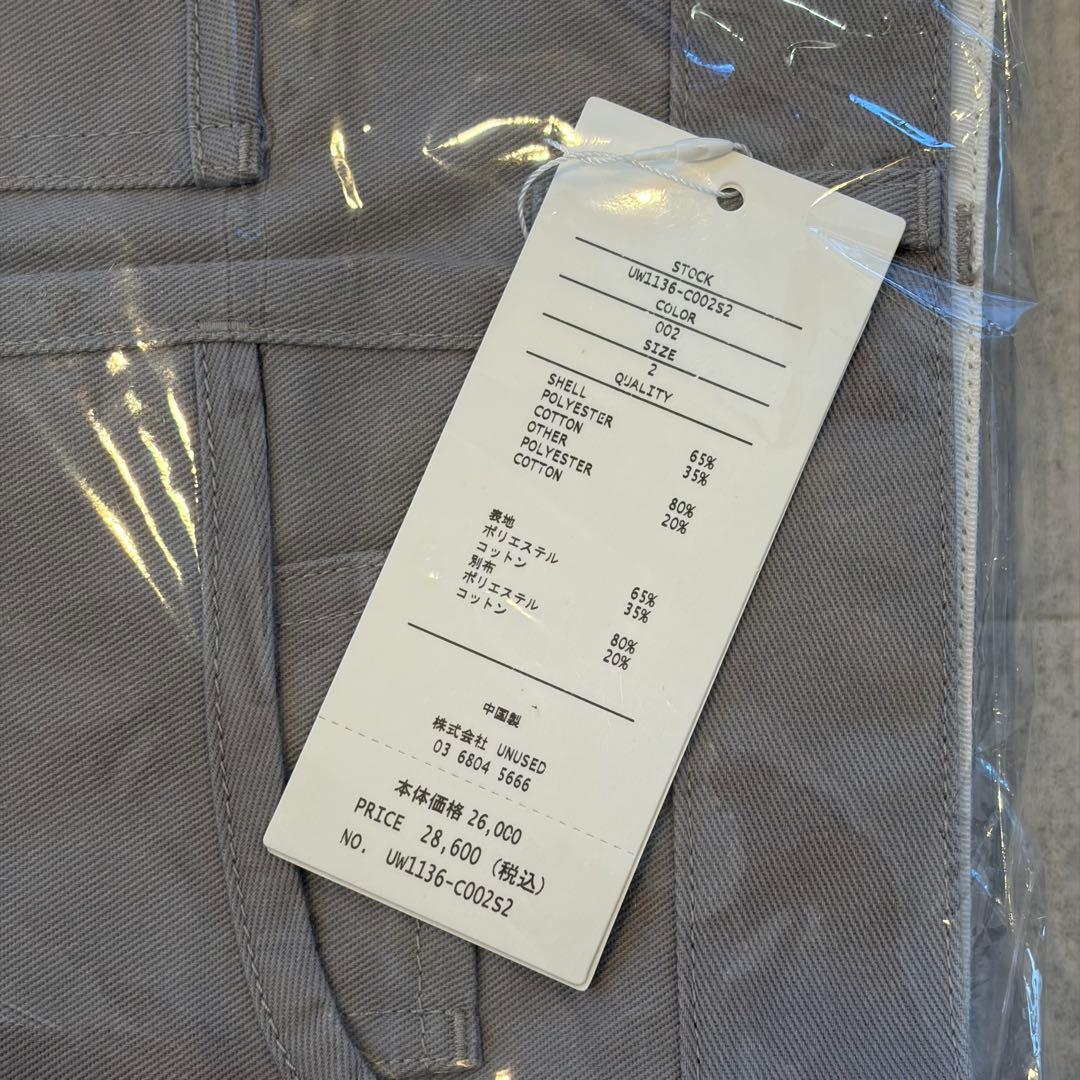 STOCK
UW1136-C002S2
COLOR
002
SIZE
2
QUALITY
SHELL
POLYESTER 65%
COTTON 35%
OTHER
POLYESTER 80%
COTTON 20%
表地
ポリエステル 65%
コットン 35%
別布
ポリエステル 80%
コットン 20%
中国製
株式会社 UNUSED
03 6804 5666
本体価格 26,000
PRICE 28,600 (税込)
NO. UW1136-C002S2